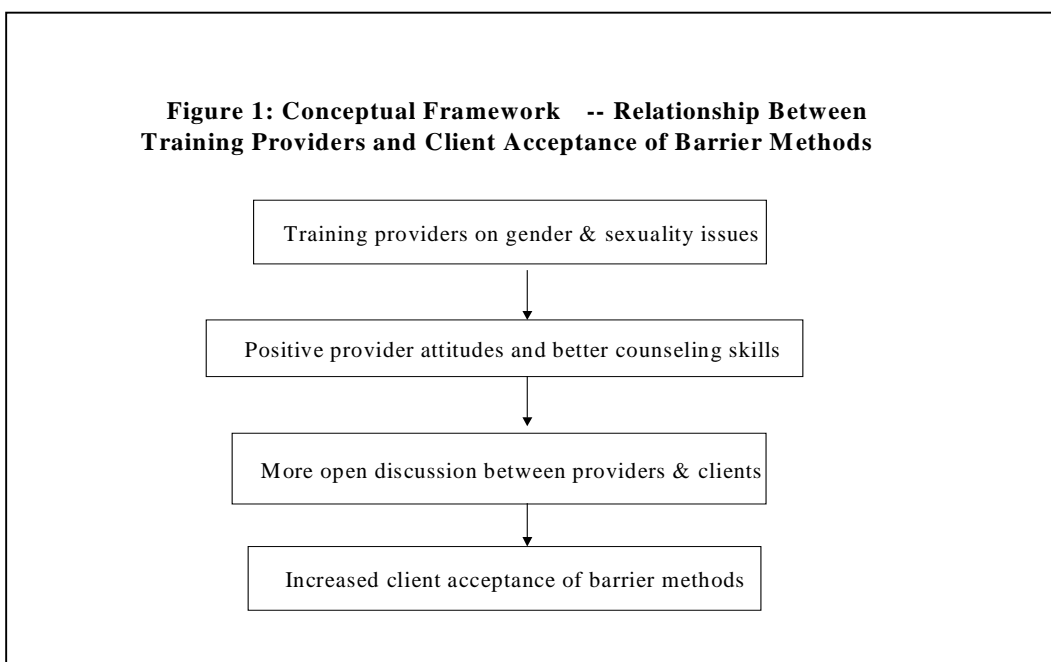 Figure 1: Conceptual Framework -- Relationship Between
Training Providers and Client Acceptance of Barrier Methods
Training providers on gender & sexuality issues
Positive provider attitudes and better counseling skills
More open discussion between providers & clients
Increased client acceptance of barrier methods